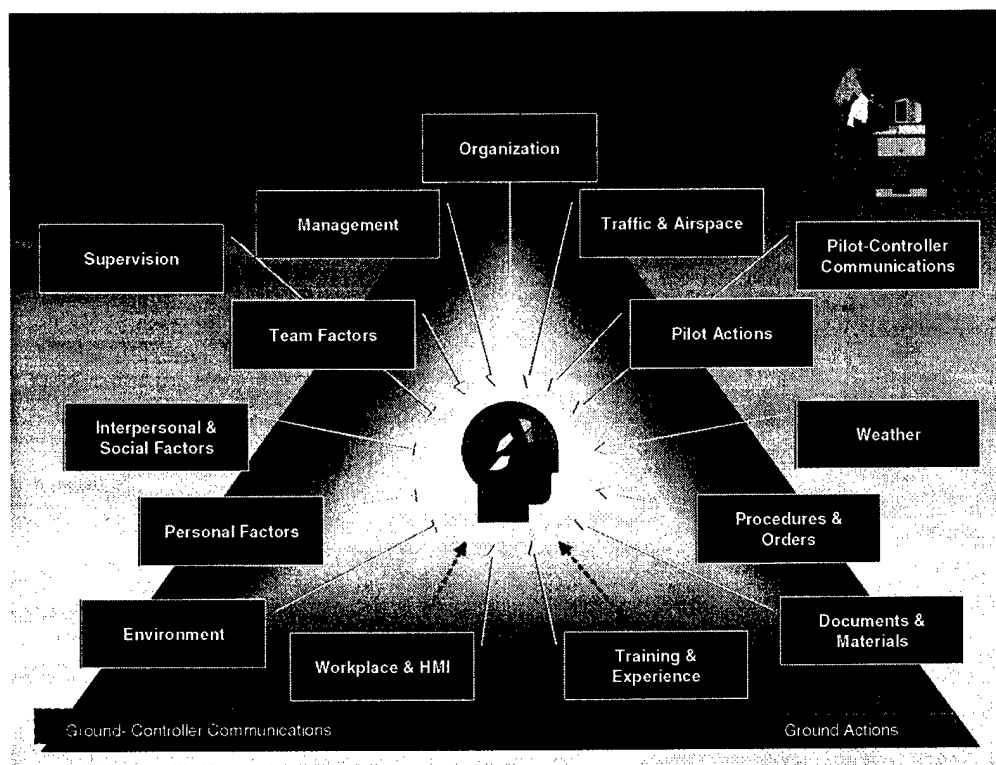 Organization
Management
Traffic & Airspace
Supervision
Pilot-Controller
Communications
Team Factors
Pilot Actions
Interpersonal &
Social Factors
Weather
Personal Factors
Procedures &
Orders
Environment
Workplace & HMI
Training &
Experience
Documents &
Materials
Ground- Controller Communications
Ground Actions